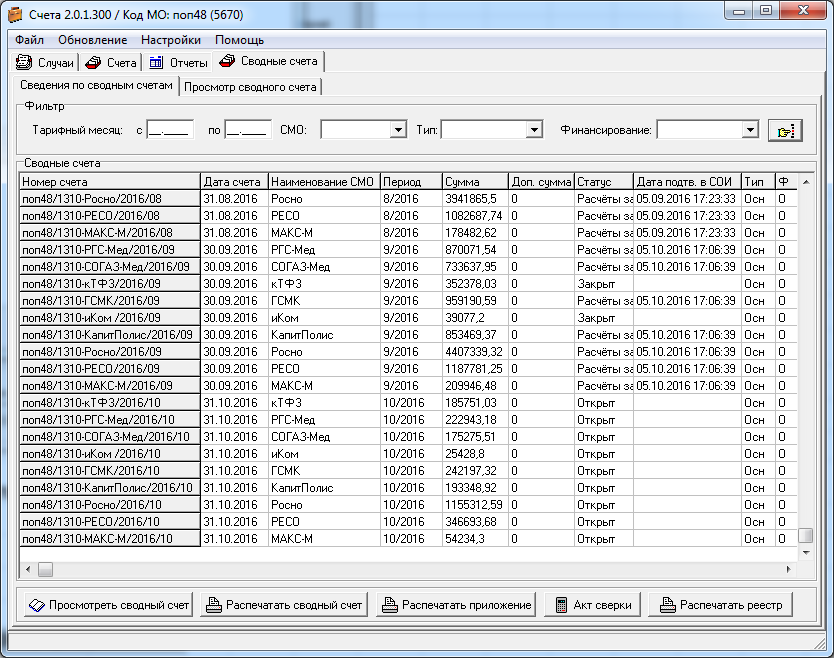 Счета 2.0.1.300 / Код МО: поп48 (5670)
Файл Обновление Настройки Помощь
Случаи Счета Отчеты Сводные счета
Сведения по сводным счетам Просмотр сводного счета
Фильтр
Тарифный месяц: с __.____ по __.____ СМО: Тип: Финансирование:
Сводные счета
Номер счета Дата счета Наименование СМО Период Сумма Доп. сумма Статус Дата подтв. в СОИ Тип Ф
поп48/1310-Росно/2016/08 31.08.2016 Росно 8/2016 3941865,5 0 Расчёты за 05.09.2016 17:23:33 Осн 0
поп48/1310-РЕСО/2016/08 31.08.2016 РЕСО 8/2016 1082687,74 0 Расчёты за 05.09.2016 17:23:33 Осн 0
поп48/1310-МАКС-М/2016/08 31.08.2016 МАКС-М 8/2016 178482,62 0 Расчёты за 05.09.2016 17:23:33 Осн 0
поп48/1310-РГС-Мед/2016/09 30.09.2016 РГС-Мед 9/2016 870071,54 0 Расчёты за 05.10.2016 17:06:39 Осн 0
поп48/1310-СОГАЗ-Мед/2016/09 30.09.2016 СОГАЗ-Мед 9/2016 733637,95 0 Расчёты за 05.10.2016 17:06:39 Осн 0
поп48/1310-кТФЗ/2016/09 30.09.2016 кТФЗ 9/2016 352378,03 0 Закрыт Осн 0
поп48/1310-ГСМК/2016/09 30.09.2016 ГСМК 9/2016 959190,59 0 Расчёты за 05.10.2016 17:06:39 Осн 0
поп48/1310-иКом /2016/09 30.09.2016 иКом 9/2016 39077,2 0 Закрыт Осн 0
поп48/1310-КапитПолис/2016/09 30.09.2016 КапитПолис 9/2016 853469,37 0 Расчёты за 05.10.2016 17:06:39 Осн 0
поп48/1310-Росно/2016/09 30.09.2016 Росно 9/2016 4407339,32 0 Расчёты за 05.10.2016 17:06:39 Осн 0
поп48/1310-РЕСО/2016/09 30.09.2016 РЕСО 9/2016 1187781,25 0 Расчёты за 05.10.2016 17:06:39 Осн 0
поп48/1310-МАКС-М/2016/09 30.09.2016 МАКС-М 9/2016 209946,48 0 Расчёты за 05.10.2016 17:06:39 Осн 0
поп48/1310-кТФЗ/2016/10 31.10.2016 кТФЗ 10/2016 185751,03 0 Открыт Осн 0
поп48/1310-РГС-Мед/2016/10 31.10.2016 РГС-Мед 10/2016 222943,18 0 Открыт Осн 0
поп48/1310-СОГАЗ-Мед/2016/10 31.10.2016 СОГАЗ-Мед 10/2016 175275,51 0 Открыт Осн 0
поп48/1310-иКом /2016/10 31.10.2016 иКом 10/2016 25428,8 0 Открыт Осн 0
поп48/1310-ГСМК/2016/10 31.10.2016 ГСМК 10/2016 242197,32 0 Открыт Осн 0
поп48/1310-КапитПолис/2016/10 31.10.2016 КапитПолис 10/2016 193348,92 0 Открыт Осн 0
поп48/1310-Росно/2016/10 31.10.2016 Росно 10/2016 1155312,59 0 Открыт Осн 0
поп48/1310-РЕСО/2016/10 31.10.2016 РЕСО 10/2016 346693,68 0 Открыт Осн 0
поп48/1310-МАКС-М/2016/10 31.10.2016 МАКС-М 10/2016 54234,3 0 Открыт Осн 0
Просмотреть сводный счет Распечатать сводный счет Распечатать приложение Акт сверки Распечатать реестр